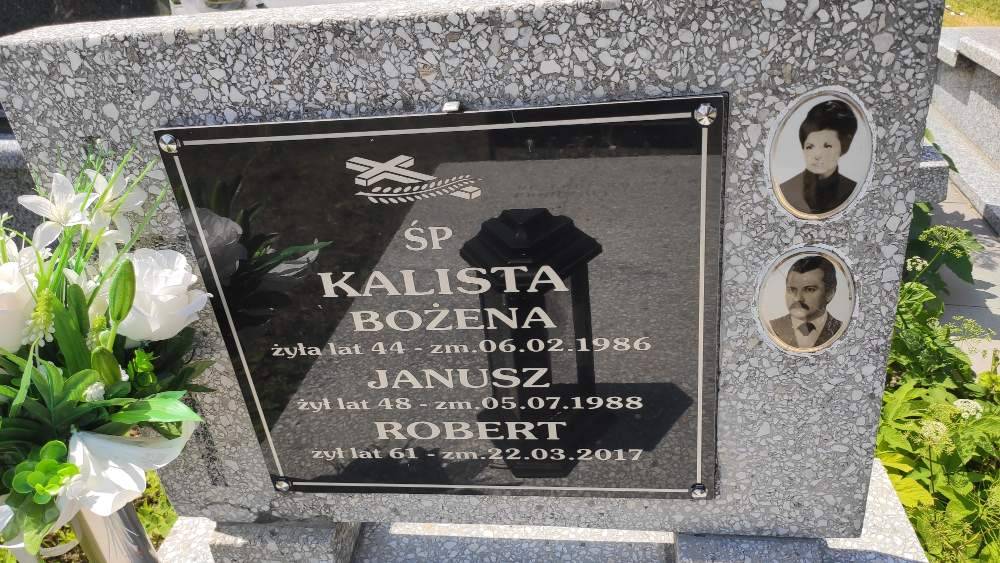 ŚP
KALISTA
BOŻENA
żyła lat 44 - zm.06.02.1986
JANUSZ
żył lat 48 - zm.05.07.1988
ROBERT
żył lat 61 - zm.22.03.2017